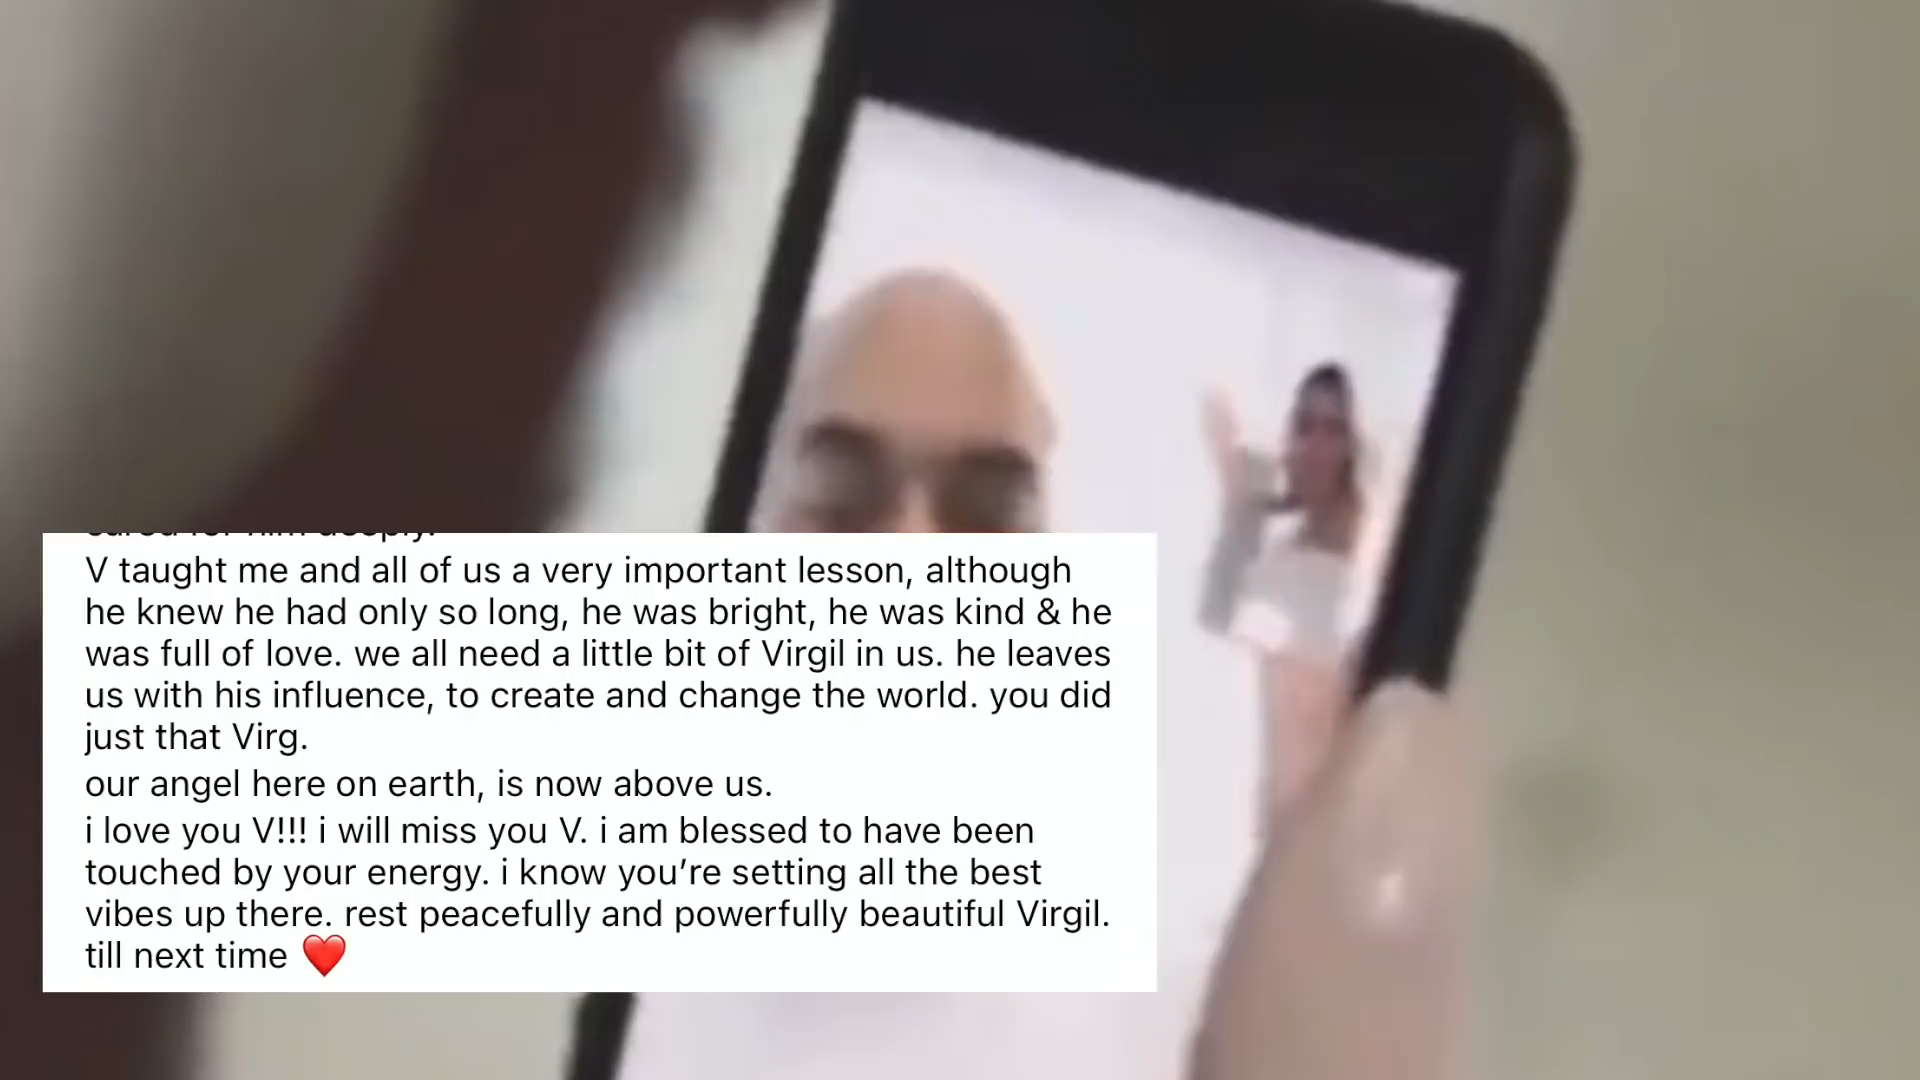 V taught me and all of us a very important lesson, although
he knew he had only so long, he was bright, he was kind & he
was full of love. we all need a little bit of Virgil in us. he leaves
us with his influence, to create and change the world. you did
just that Virg.
our angel here on earth, is now above us.
i love you V!!! i will miss you V. i am blessed to have been
touched by your energy. i know you’re setting all the best
vibes up there. rest peacefully and powerfully beautiful Virgil.
till next time ❤️